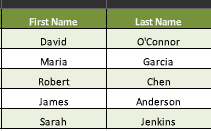 First Name Last Name
David O'Connor
Maria Garcia
Robert Chen
James Anderson
Sarah Jenkins